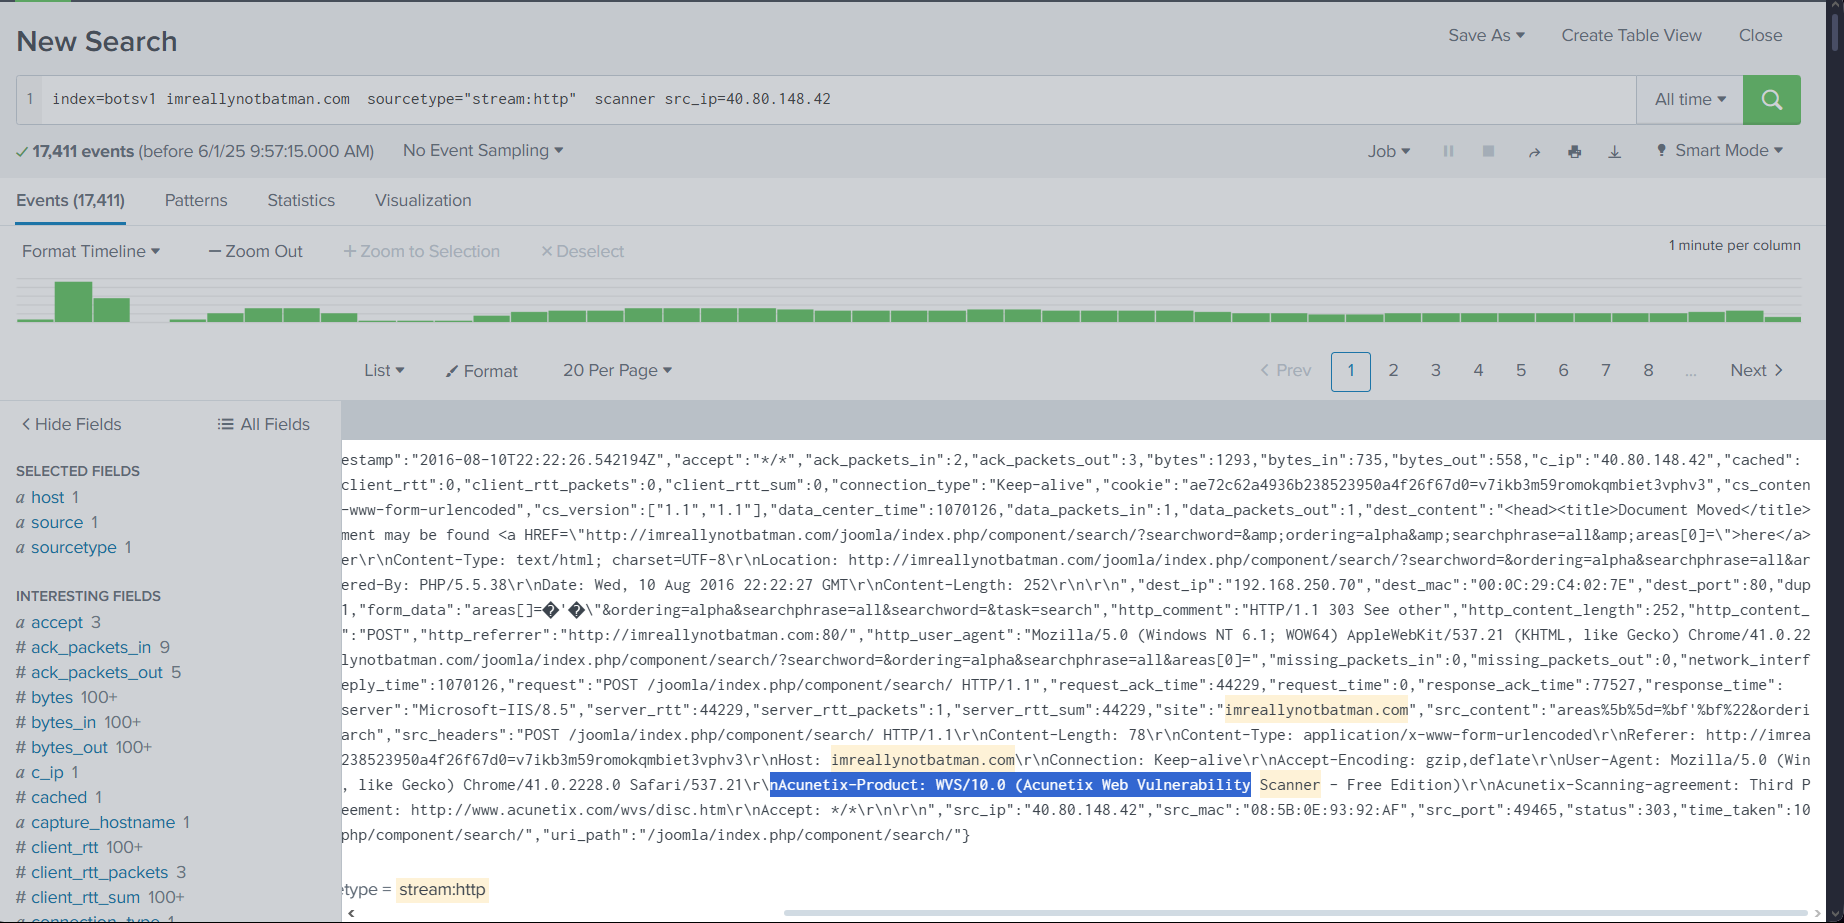 New Search
Save As
Create Table View
Close
1 index=botsv1 imreallynotbatman.com  sourcetype="stream:http"  scanner src_ip=40.80.148.42
All time
17,411 events (before 6/1/25 9:57:15.000 AM)
No Event Sampling
Job
Smart Mode
Events (17,411)
Patterns
Statistics
Visualization
Format Timeline
Zoom Out
Zoom to Selection
Deselect
1 minute per column
List
Format
20 Per Page
Prev
1 2 3 4 5 6 7 8 ...
Next
Hide Fields
All Fields
SELECTED FIELDS
a host 1
a source 1
a sourcetype 1
INTERESTING FIELDS
a accept 3
# ack_packets_in 9
# ack_packets_out 5
# bytes 100+
# bytes_in 100+
# bytes_out 100+
a c_ip 1
# cached 1
a capture_hostname 1
# client_rtt 100+
# client_rtt_packets 3
# client_rtt_sum 100+
a connection_type 1
estamp":"2016-08-10T22:22:26.542194Z","accept":"*/*","ack_packets_in":2,"ack_packets_out":3,"bytes":1293,"bytes_in":735,"bytes_out":558,"c_ip":"40.80.148.42","cached":
client_rtt":0,"client_rtt_packets":0,"client_rtt_sum":0,"connection_type":"Keep-alive","cookie":"ae72c62a4936b238523950a4f26f67d0=v7ikb3m59romokqmbiet3vphv3","cs_conten
-www-form-urlencoded","cs_version":["1.1","1.1"],"data_center_time":1070126,"data_packets_in":1,"data_packets_out":1,"dest_content":"<head><title>Document Moved</title>
ment may be found <a HREF=\"http://imreallynotbatman.com/joomla/index.php/component/search/?searchword=&amp;ordering=alpha&amp;searchphrase=all&amp;areas[0]=\">here</a>
er\r\nContent-Type: text/html; charset=UTF-8\r\nLocation: http://imreallynotbatman.com/joomla/index.php/component/search/?searchword=&ordering=alpha&searchphrase=all&ar
ered-By: PHP/5.5.38\r\nDate: Wed, 10 Aug 2016 22:22:27 GMT\r\nContent-Length: 252\r\n\r\n","dest_ip":"192.168.250.70","dest_mac":"00:0C:29:C4:02:7E","dest_port":80,"dup
1,"form_data":"areas[]=�'�\"&ordering=alpha&searchphrase=all&searchword=&task=search","http_comment":"HTTP/1.1 303 See other","http_content_length":252,"http_content_
":"POST","http_referrer":"http://imreallynotbatman.com:80/","http_user_agent":"Mozilla/5.0 (Windows NT 6.1; WOW64) AppleWebKit/537.21 (KHTML, like Gecko) Chrome/41.0.22
lynotbatman.com/joomla/index.php/component/search/?searchword=&ordering=alpha&searchphrase=all&areas[0]=","missing_packets_in":0,"missing_packets_out":0,"network_interf
eply_time":1070126,"request":"POST /joomla/index.php/component/search/ HTTP/1.1","request_ack_time":44229,"request_time":0,"response_ack_time":77527,"response_time":
server":"Microsoft-IIS/8.5","server_rtt":44229,"server_rtt_packets":1,"server_rtt_sum":44229,"site":"imreallynotbatman.com","src_content":"areas%5b%5d=%bf'%bf%22&orderi
arch","src_headers":"POST /joomla/index.php/component/search/ HTTP/1.1\r\nContent-Length: 78\r\nContent-Type: application/x-www-form-urlencoded\r\nReferer: http://imrea
238523950a4f26f67d0=v7ikb3m59romokqmbiet3vphv3\r\nHost: imreallynotbatman.com\r\nConnection: Keep-alive\r\nAccept-Encoding: gzip,deflate\r\nUser-Agent: Mozilla/5.0 (Win
, like Gecko) Chrome/41.0.2228.0 Safari/537.21\r\nAcunetix-Product: WVS/10.0 (Acunetix Web Vulnerability Scanner - Free Edition)\r\nAcunetix-Scanning-agreement: Third P
eement: http://www.acunetix.com/wvs/disc.htm\r\nAccept: */*\r\n\r\n","src_ip":"40.80.148.42","src_mac":"08:5B:0E:93:92:AF","src_port":49465,"status":303,"time_taken":10
php/component/search/","uri_path":"/joomla/index.php/component/search/"}
etype = stream:http